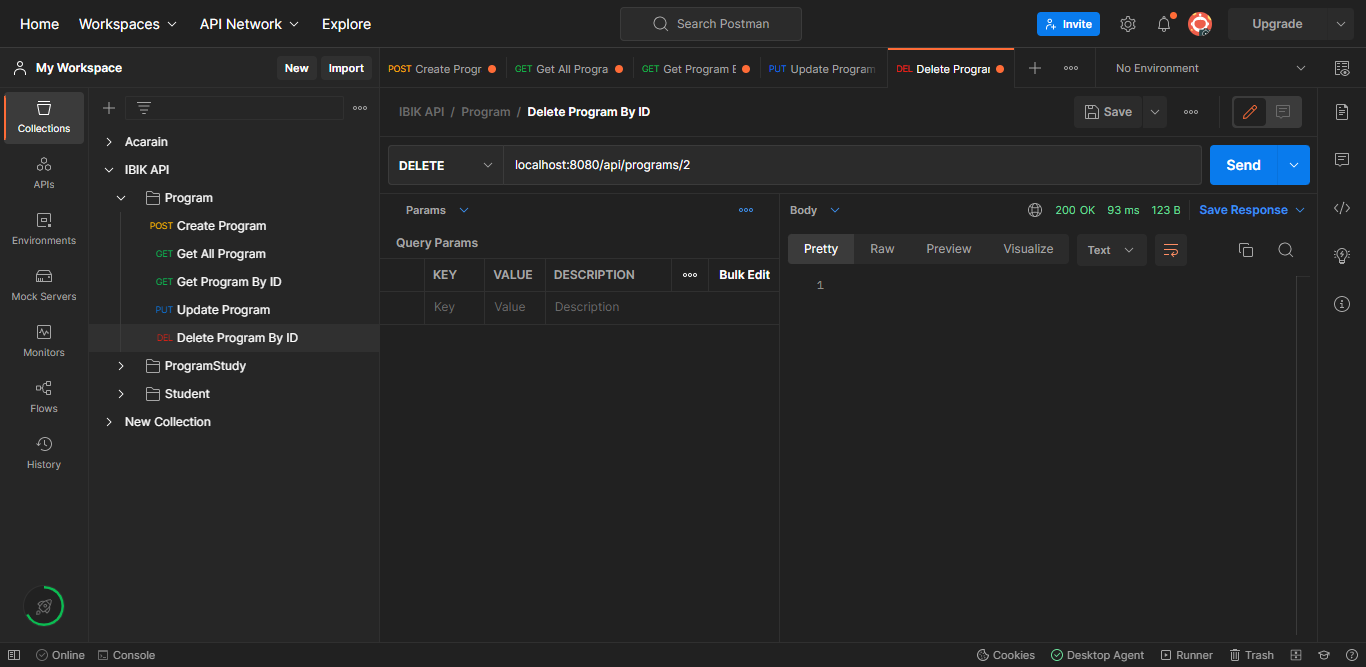 Home Workspaces API Network Explore Search Postman Invite Upgrade
My Workspace New Import POST Create Progr GET Get All Progra GET Get Program E PUT Update Program DEL Delete Progran No Environment
IBIK API / Program / Delete Program By ID Save
Collections
APIs
Environments
Mock Servers
Monitors
Flows
History
Acarain
IBIK API
Program
POST Create Program
GET Get All Program
GET Get Program By ID
PUT Update Program
DEL Delete Program By ID
ProgramStudy
Student
New Collection
DELETE localhost:8080/api/programs/2 Send
Params
Query Params
KEY VALUE DESCRIPTION Bulk Edit
Key Value Description
Body 200 OK 93 ms 123 B Save Response
Pretty Raw Preview Visualize Text
1
Online Console Cookies Desktop Agent Runner Trash